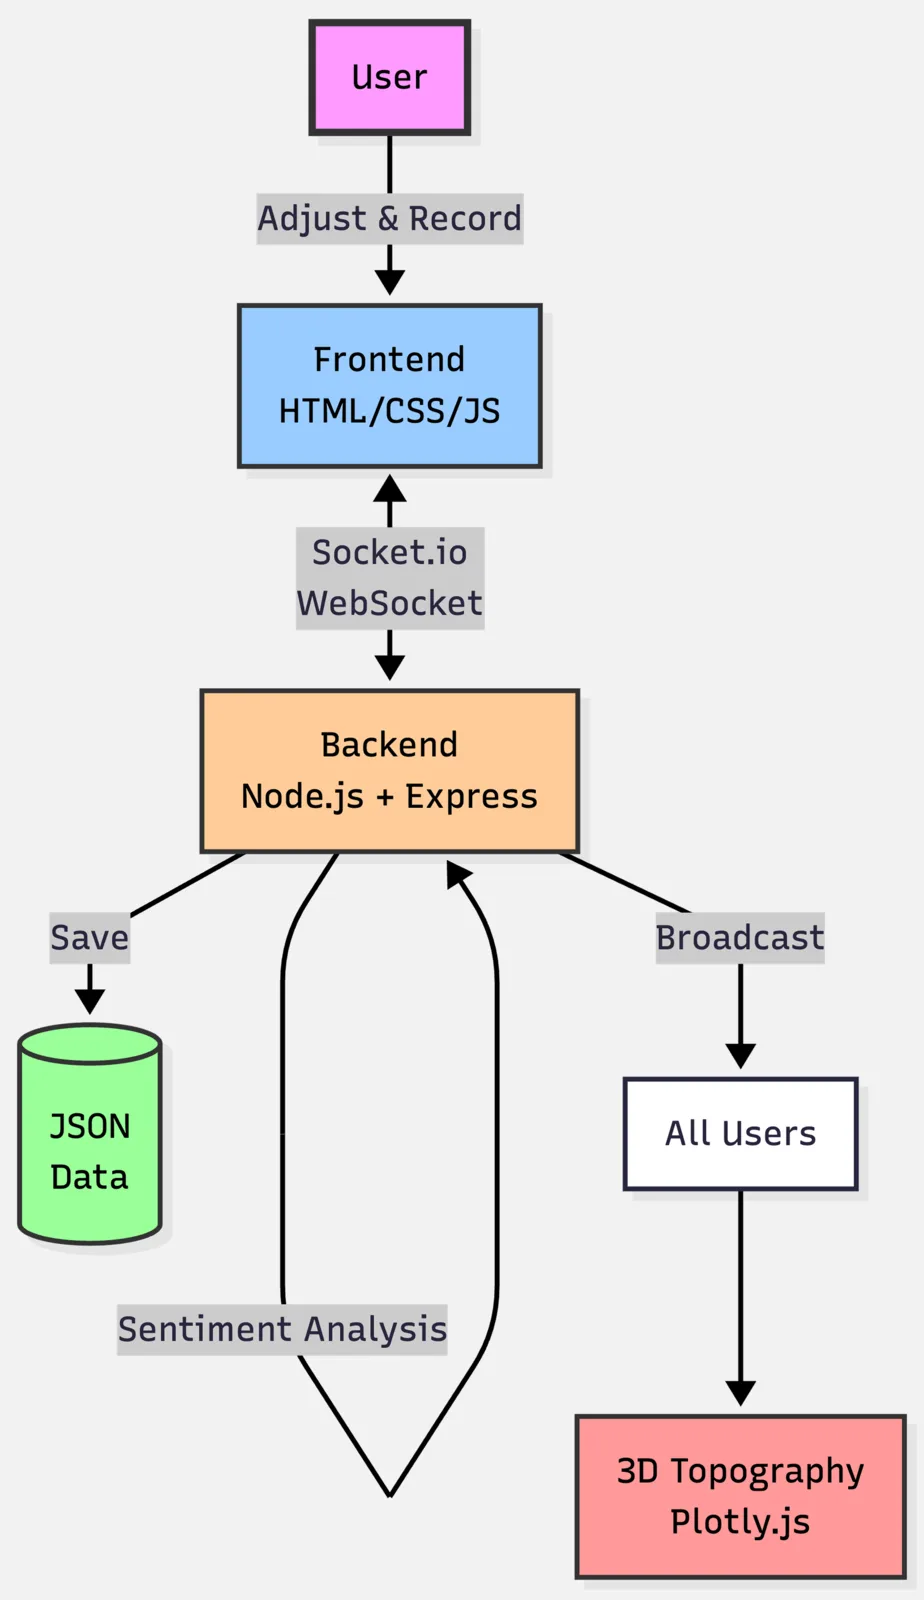 User
Adjust & Record
Frontend
HTML/CSS/JS
Socket.io
WebSocket
Backend
Node.js + Express
Save
Broadcast
JSON
Data
All Users
Sentiment Analysis
3D Topography
Plotly.js